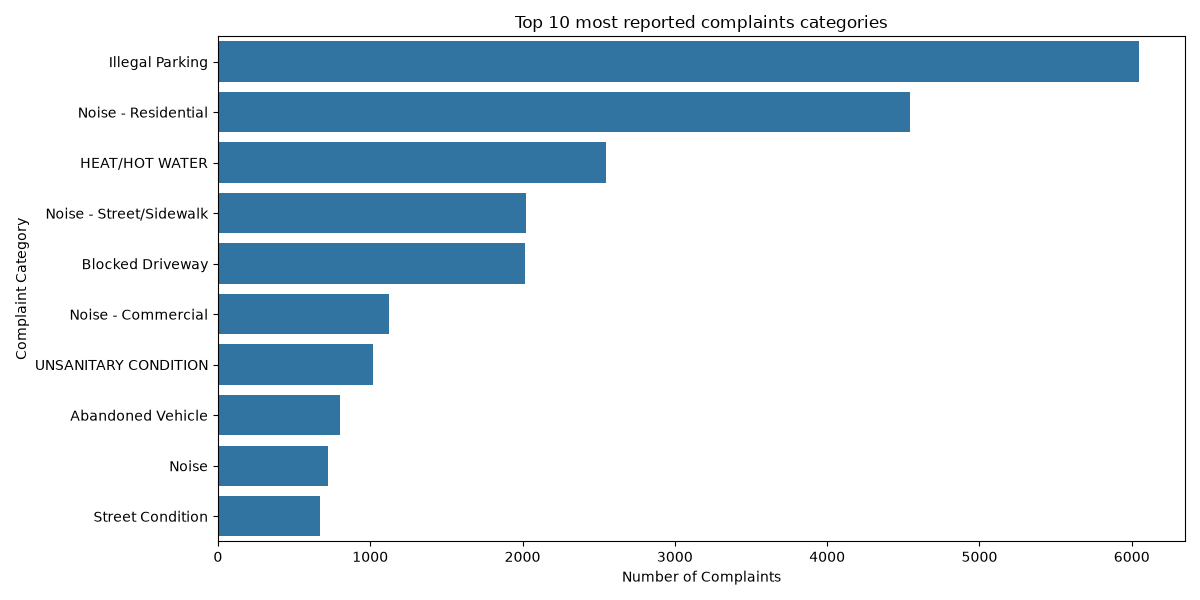 Top 10 most reported complaints categories
Complaint Category
Illegal Parking
Noise - Residential
HEAT/HOT WATER
Noise - Street/Sidewalk
Blocked Driveway
Noise - Commercial
UNSANITARY CONDITION
Abandoned Vehicle
Noise
Street Condition
0 1000 2000 3000 4000 5000 6000
Number of Complaints